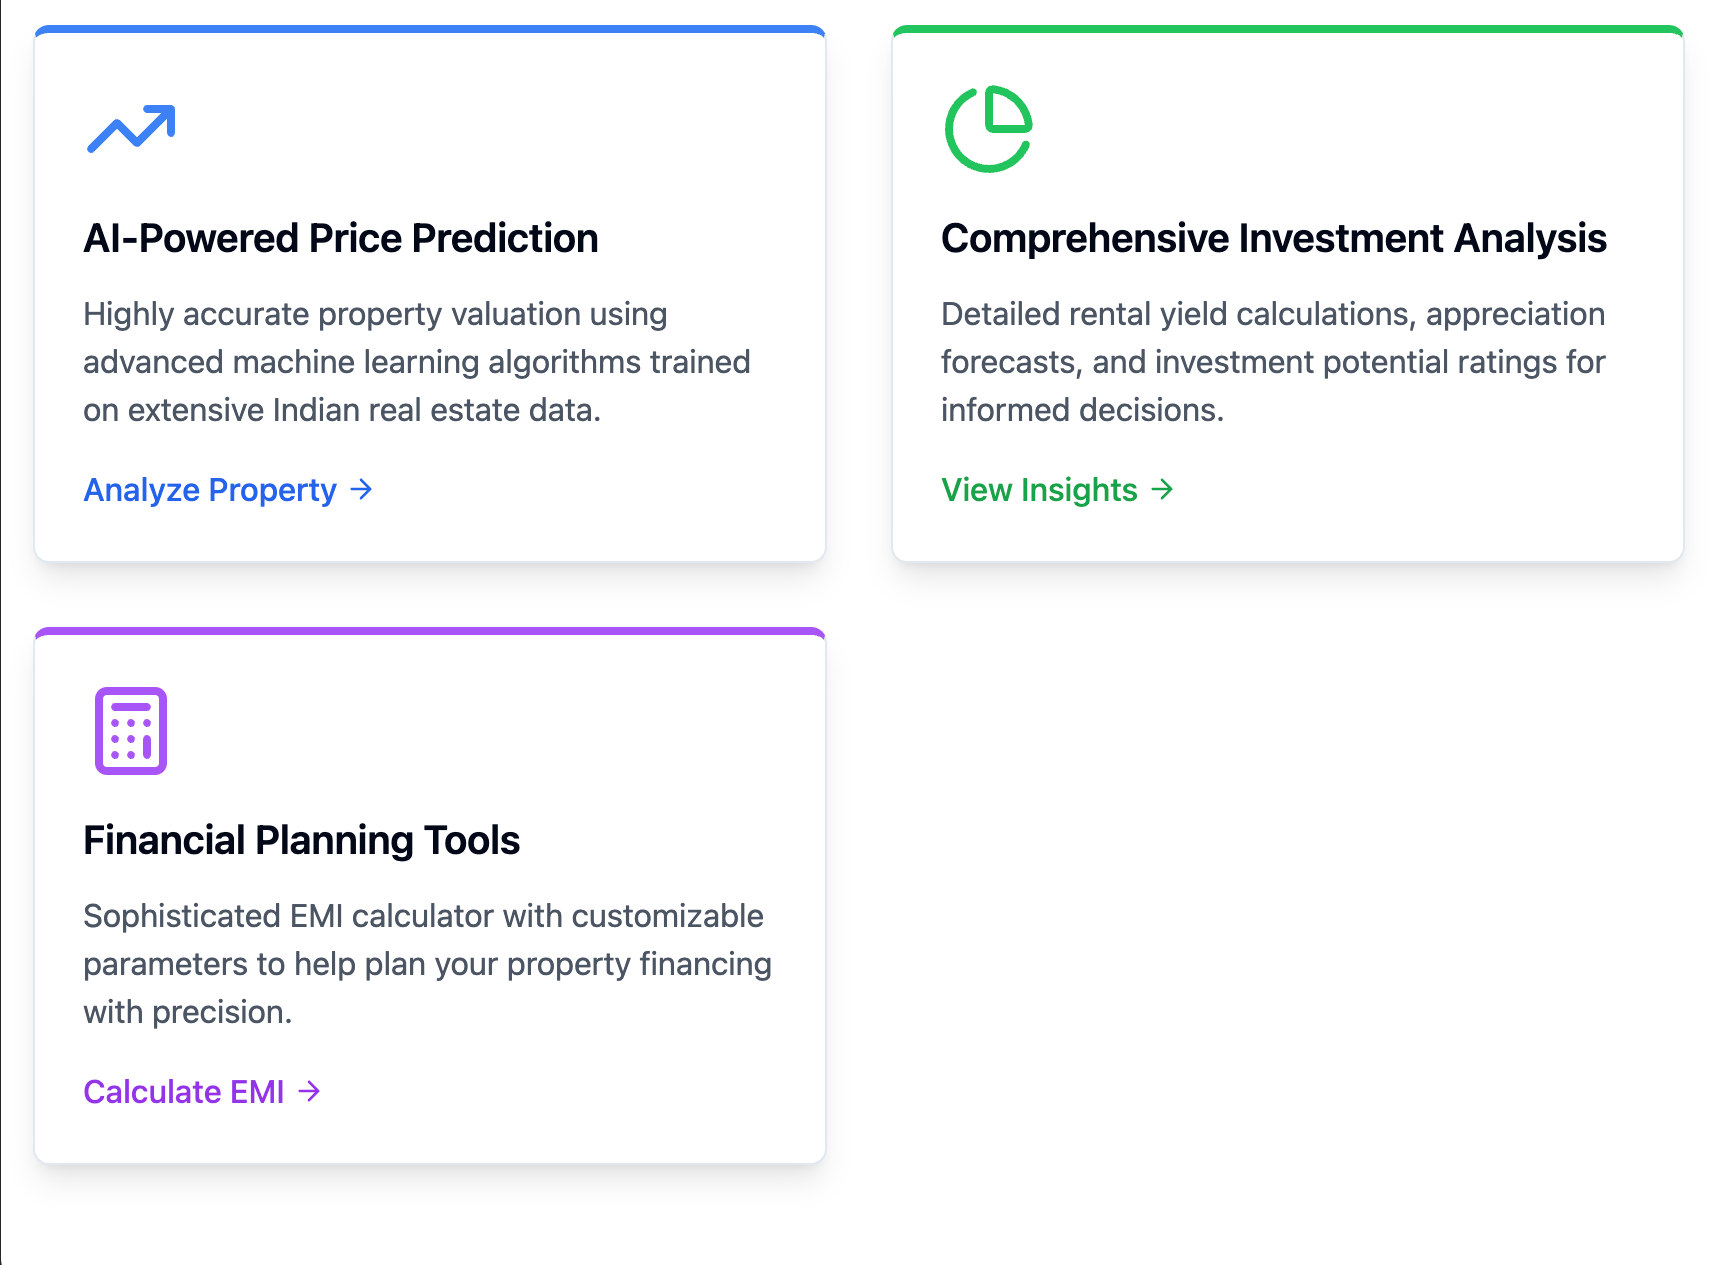 AI-Powered Price Prediction
Highly accurate property valuation using
advanced machine learning algorithms trained
on extensive Indian real estate data.
Analyze Property →
Comprehensive Investment Analysis
Detailed rental yield calculations, appreciation
forecasts, and investment potential ratings for
informed decisions.
View Insights →
Financial Planning Tools
Sophisticated EMI calculator with customizable
parameters to help plan your property financing
with precision.
Calculate EMI →